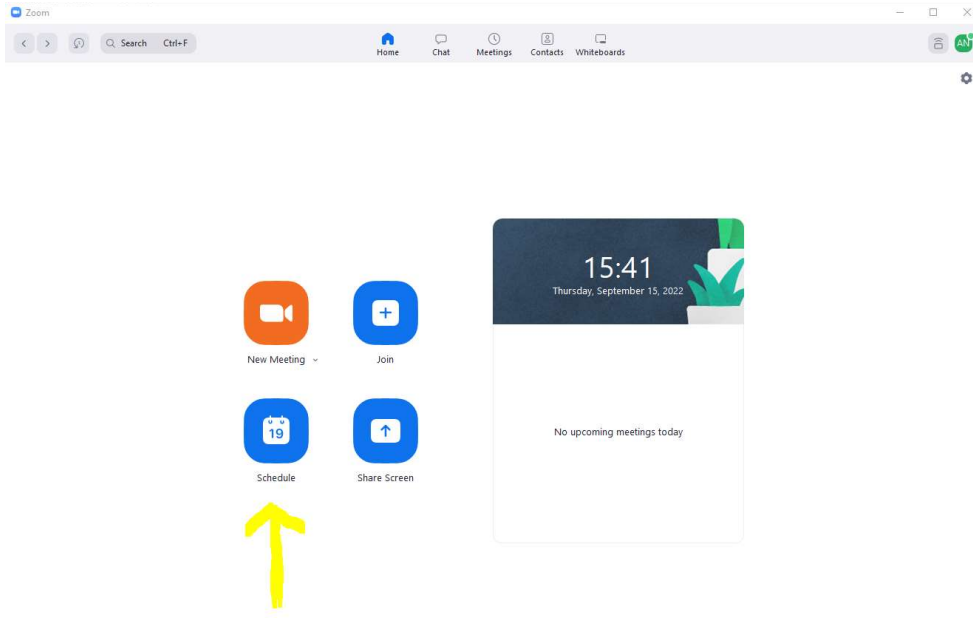 Zoom
Search Ctrl+F
Home
Chat
Meetings
Contacts
Whiteboards
AN
15:41
Thursday, September 15, 2022
New Meeting
Join
19
Schedule
Share Screen
No upcoming meetings today